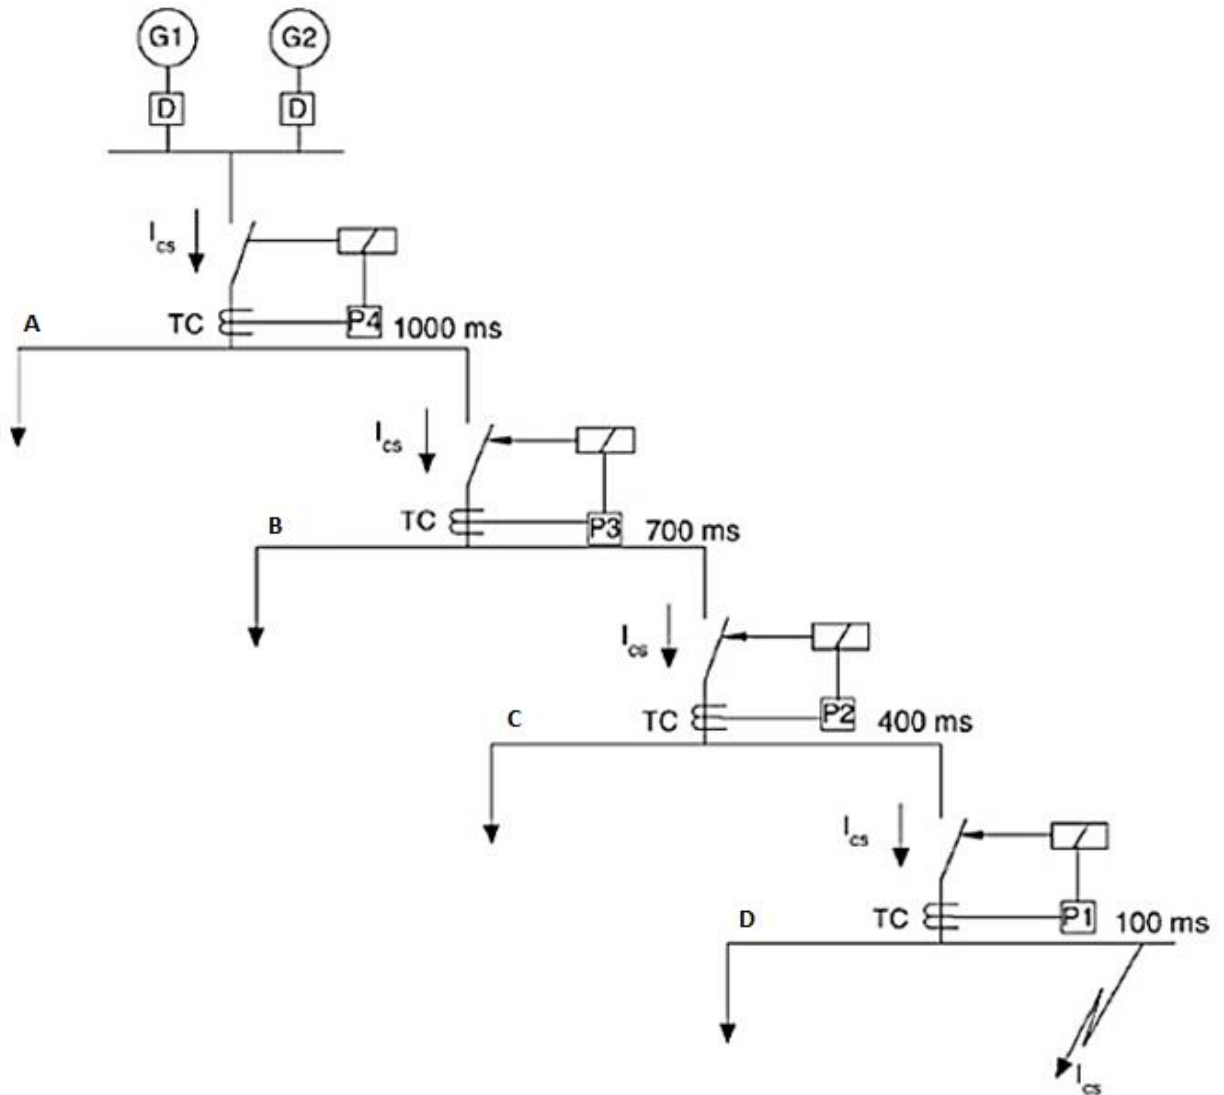 G1 G2
D D
Ics
TC P4 1000 ms
A
Ics
TC P3 700 ms
B
Ics
TC P2 400 ms
C
Ics
TC P1 100 ms
D
Ics